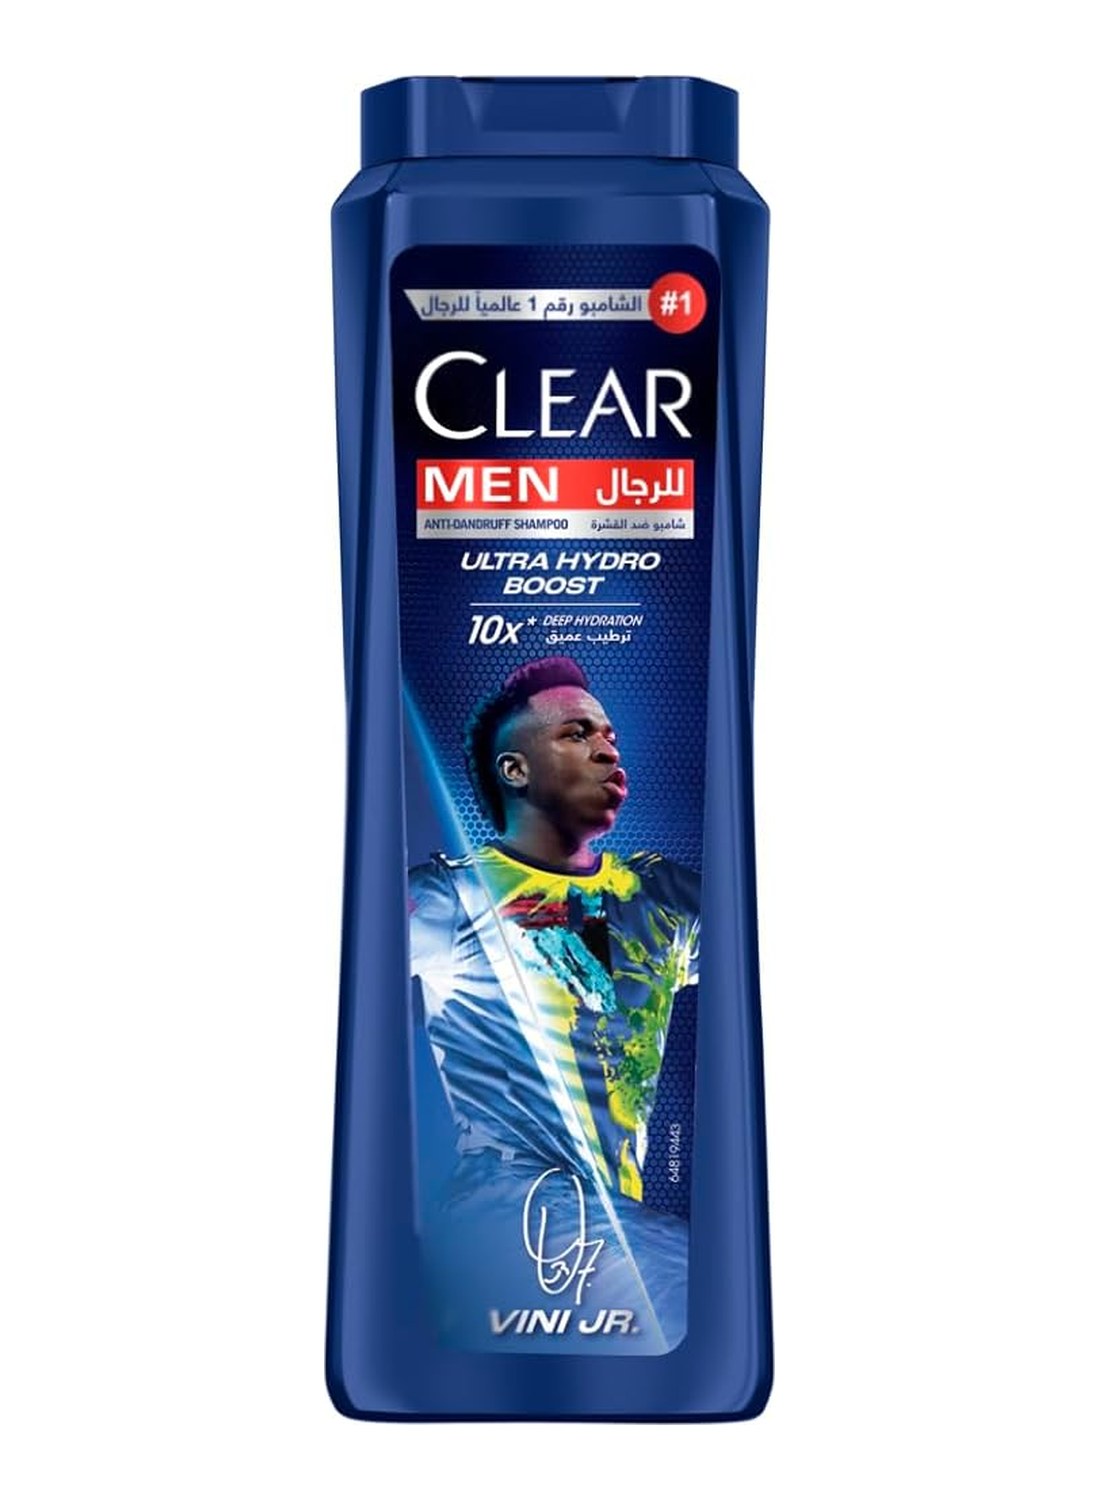 الشامبو رقم 1 عالمياً للرجال #1
CLEAR
MEN للرجال
ANTI-DANDRUFF SHAMPOO شامبو ضد القشرة
ULTRA HYDRO
BOOST
10x* DEEP HYDRATION
ترطيب عميق
64819443
VINI JR.